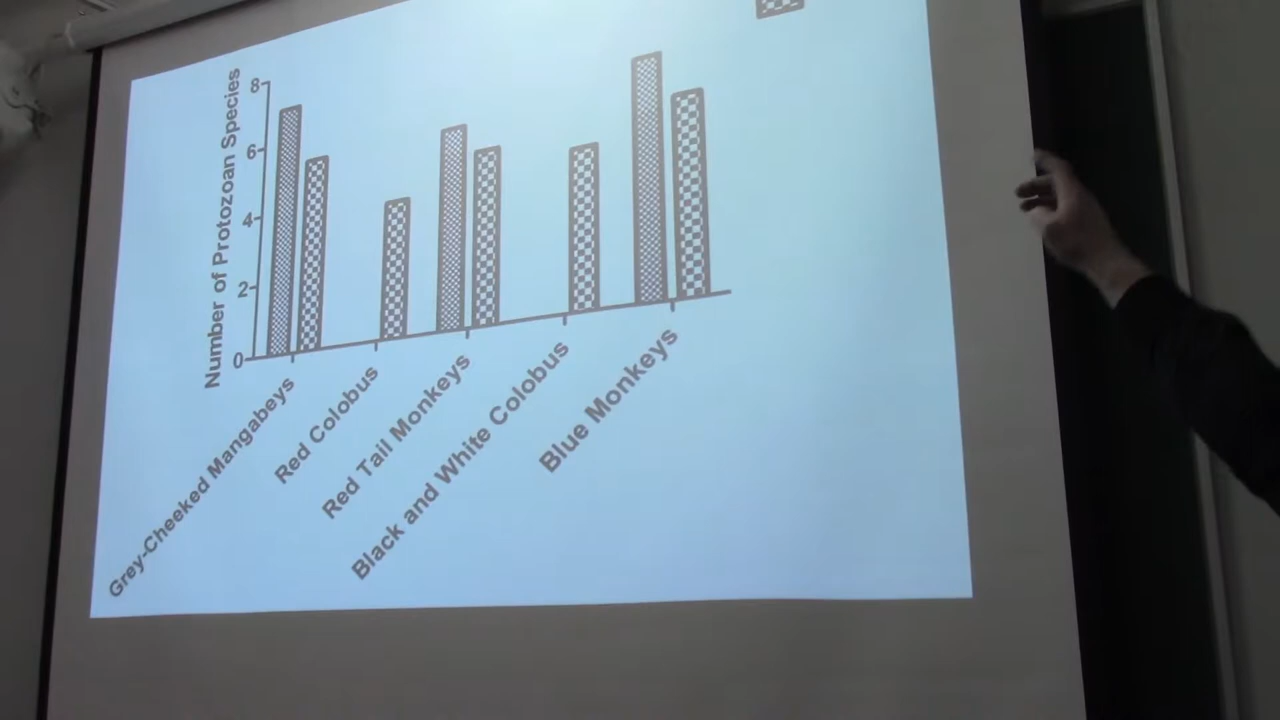 Number of Protozoan Species
8
6
4
2
0
Grey-Cheeked Mangabeys
Red Colobus
Red Tail Monkeys
Black and White Colobus
Blue Monkeys